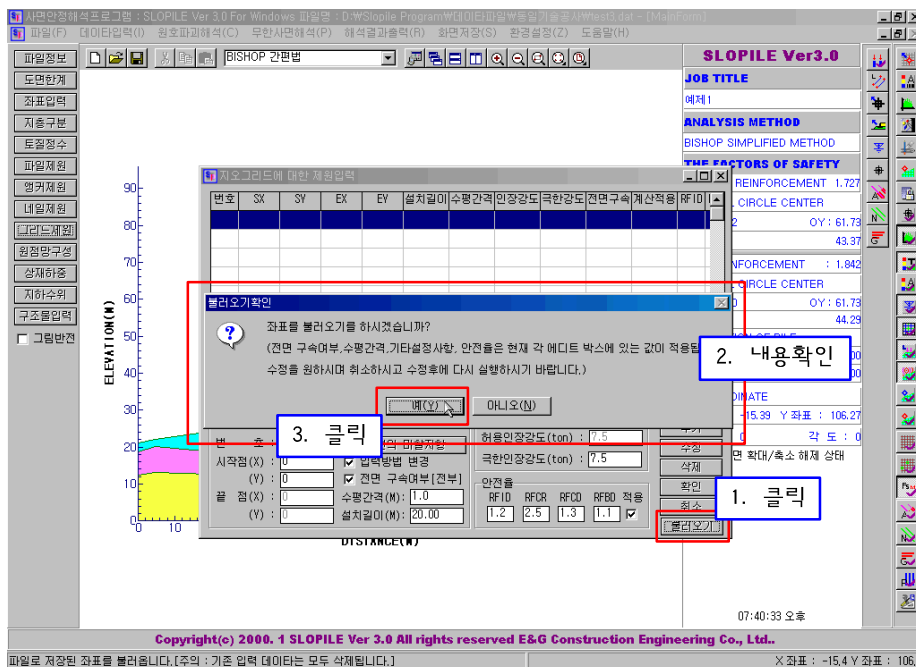 사면안정해석프로그램 : SLOPILE Ver 3.0 For Windows 파일명 : D:\Slopile Program\데이타파일\동일기술공사\test3.dat - [MainForm]
파일(F) 데이타입력(I) 원호파괴해석(C) 무한사면해석(P) 해석결과출력(R) 화면저장(S) 환경설정(Z) 도움말(H)
파일정보
도면한계
좌표입력
지층구분
토질정수
파일제원
앵커제원
네일제원
그리드제원
원점망구성
상재하중
지하수위
구조물입력
그림반전
BISHOP 간편법
SLOPILE Ver3.0
JOB TITLE
예제1
ANALYSIS METHOD
BISHOP SIMPLIFIED METHOD
THE FACTORS OF SAFETY
REINFORCEMENT 1.727
CIRCLE CENTER
OY : 61.73
43.37
: 1.842
CIRCLE CENTER
OY : 61.73
44.29
-15.39 Y 좌표 : 106.27
0 각 도 : 0
면 확대/축소 해제 상태
07:40:33 오후
지오그리드에 대한 제원입력
번호 SX SY EX EY 설치길이 수평간격 인장강도 극한강도 전면구속 계산적용 RFID
불러오기확인
좌표를 불러오기를 하시겠습니까?
(전면 구속여부,수평간격,기타설정사항, 안전율은 현재 각 에디트 박스에 있는 값이 적용됩
수정을 원하시며 취소하시고 수정후에 다시 실행하시기 바랍니다.)
예(Y) 아니오(N)
1. 클릭
2. 내용확인
3. 클릭
번 호 :
시작점(X) : 0
(Y) : 0
끝 점(X) : 0
(Y) : 0
입력방법 변경
전면 구속여부[전부]
수평간격(M): 1.0
설치길이(M): 20.00
허용인장강도(ton) : 7.5
극한인장강도(ton) : 7.5
안전율
RFID RFCR RFCD RFBD 적용
1.2 2.5 1.3 1.1
수정
삭제
확인
취소
불러오기
ELEVATION(M)
90
80
70
60
50
40
30
20
10
0
0 10
DISTANCE(M)
Copyright(c) 2000. 1 SLOPILE Ver 3.0 All rights reserved E&G Construction Engineering Co., Ltd..
파일로 저장된 좌표를 불러옵니다.[주의 : 기존 입력 데이타는 모두 삭제됩니다.]
X 좌표 : -15.4 Y 좌표 : 106